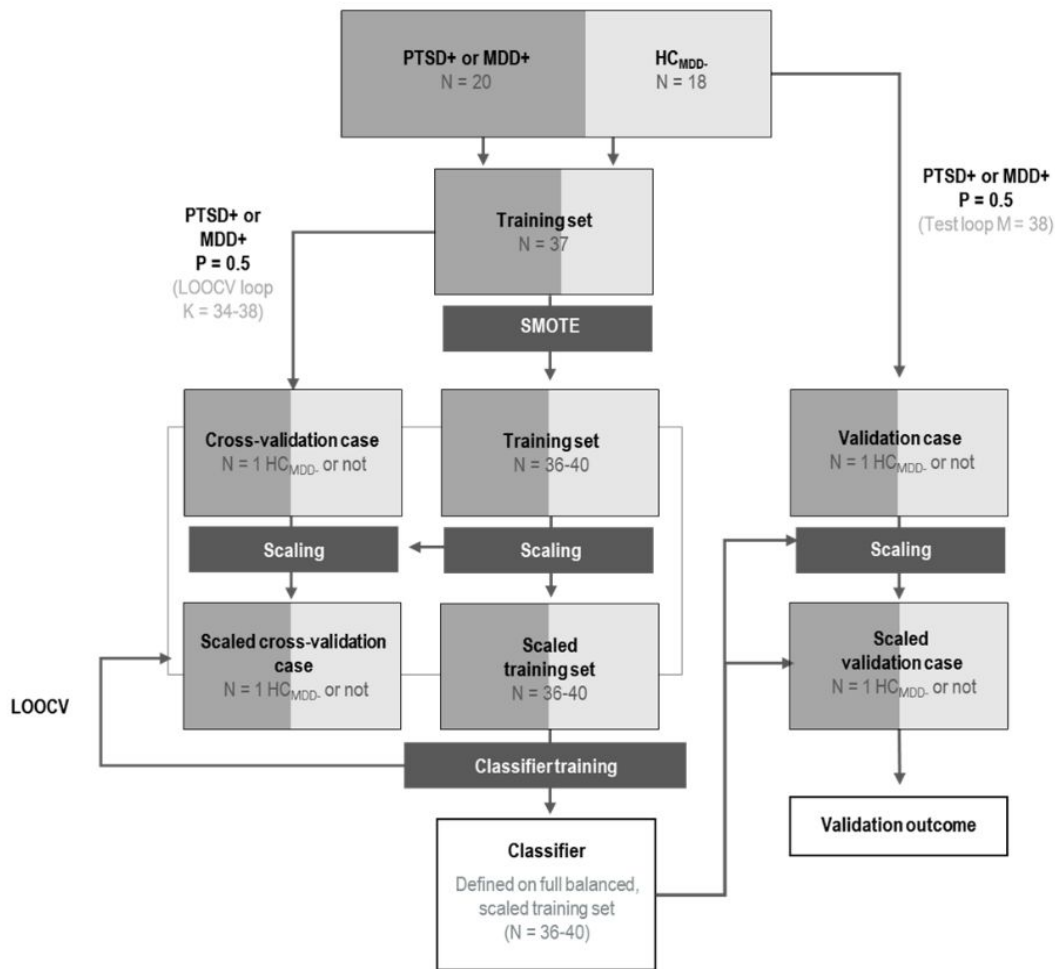 PTSD+ or MDD+
N = 20
HCMDD-
N = 18
PTSD+ or
MDD+
P = 0.5
(LOOCV loop
K = 34-38)
Training set
N = 37
PTSD+ or MDD+
P = 0.5
(Test loop M = 38)
SMOTE
Cross-validation case
N = 1 HCMDD- or not
Training set
N = 36-40
Validation case
N = 1 HCMDD- or not
Scaling
Scaling
Scaling
Scaled cross-validation
case
N = 1 HCMDD- or not
Scaled
training set
N = 36-40
Scaled
validation case
N = 1 HCMDD- or not
LOOCV
Classifier training
Classifier
Defined on full balanced,
scaled training set
(N = 36-40)
Validation outcome